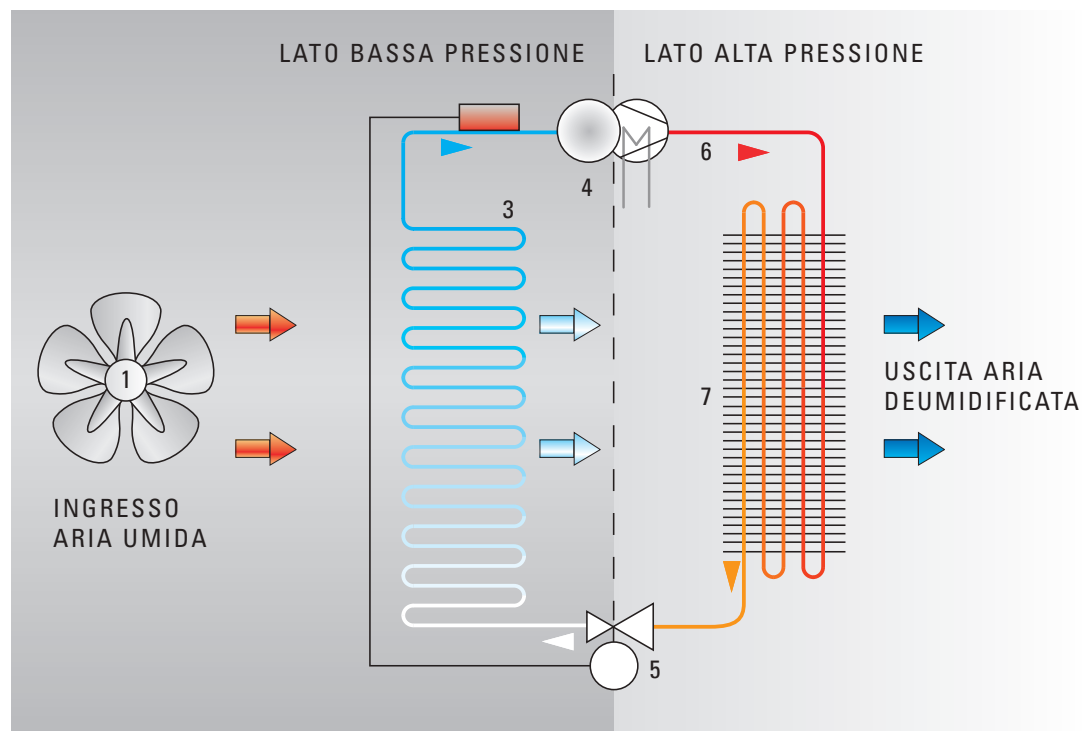 LATO BASSA PRESSIONE
LATO ALTA PRESSIONE
6
4
3
1
7
USCITA ARIA
DEUMIDIFICATA
INGRESSO
ARIA UMIDA
5